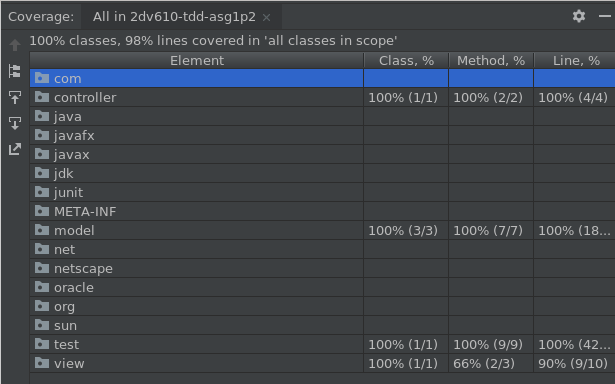 Coverage: All in 2dv610-tdd-asg1p2 ×
100% classes, 98% lines covered in 'all classes in scope'
Element Class, % Method, % Line, %
com
controller 100% (1/1) 100% (2/2) 100% (4/4)
java
javafx
javax
jdk
junit
META-INF
model 100% (3/3) 100% (7/7) 100% (18...
net
netscape
oracle
org
sun
test 100% (1/1) 100% (9/9) 100% (42...
view 100% (1/1) 66% (2/3) 90% (9/10)